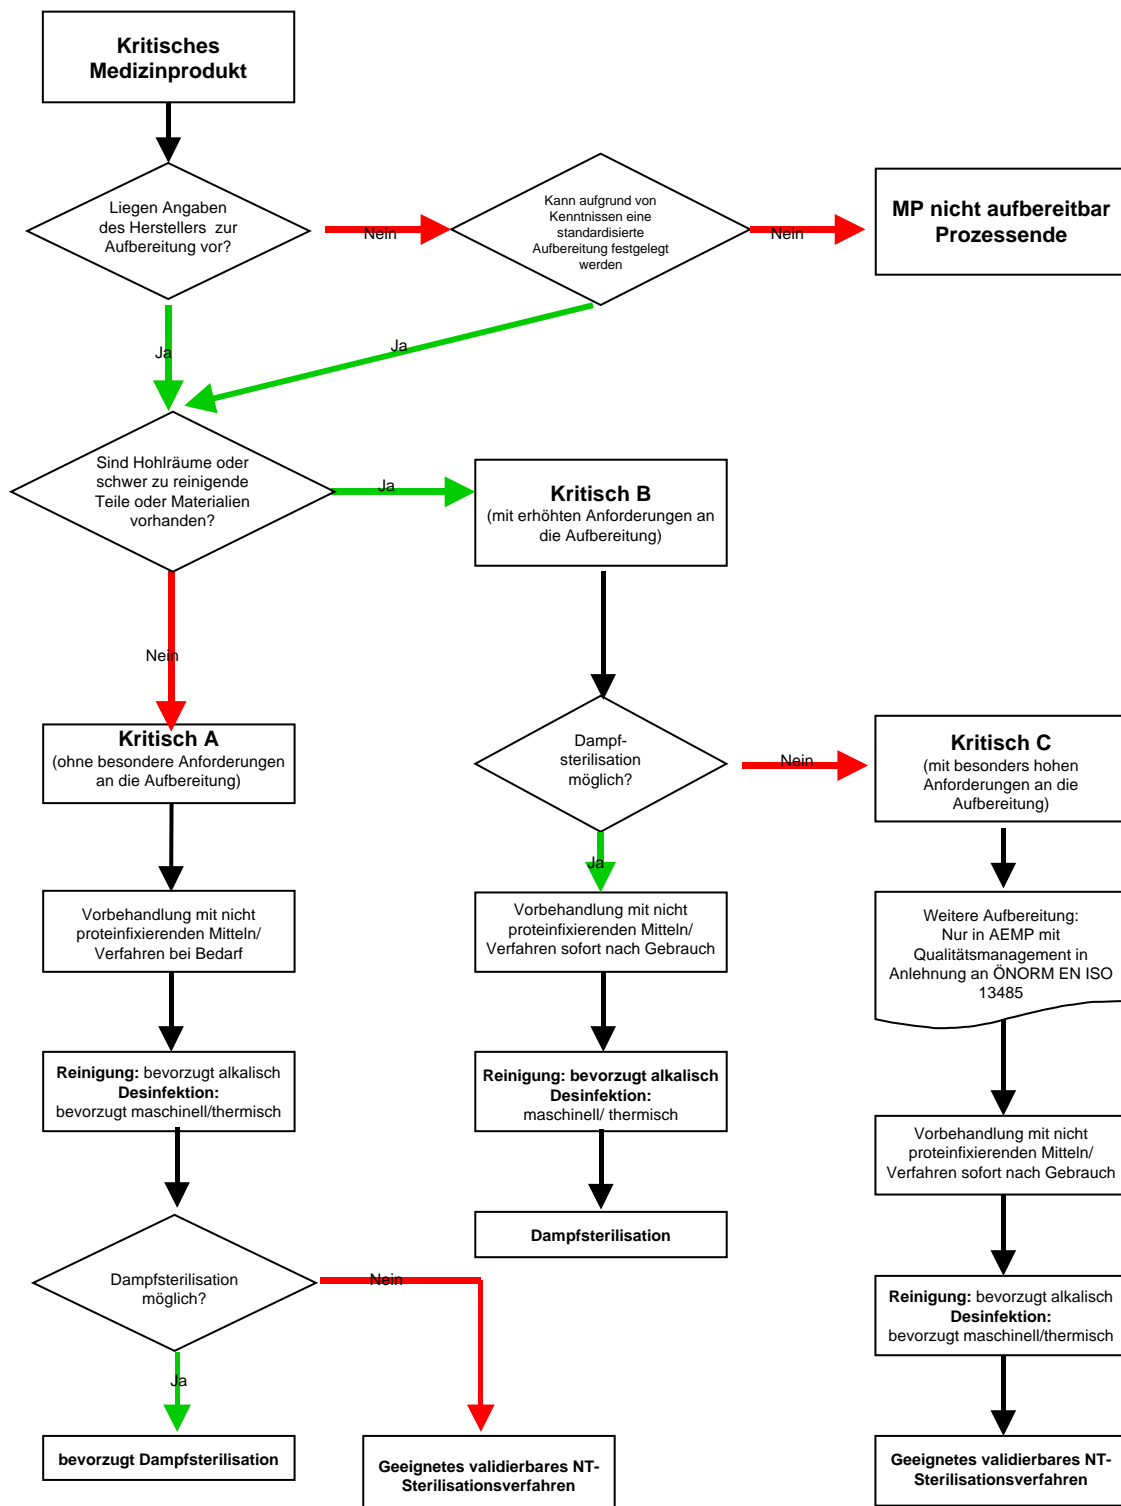 Kritisches
Medizinprodukt
Liegen Angaben
des Herstellers zur
Aufbereitung vor?
Nein
Kann aufgrund von
Kenntnissen eine
standardisierte
Aufbereitung festgelegt
werden
Nein
MP nicht aufbereitbar
Prozessende
Ja
Ja
Sind Hohlräume oder
schwer zu reinigende
Teile oder Materialien
vorhanden?
Ja
Kritisch B
(mit erhöhten Anforderungen an
die Aufbereitung)
Nein
Kritisch A
(ohne besondere Anforderungen
an die Aufbereitung)
Dampf-
sterilisation
möglich?
Nein
Kritisch C
(mit besonders hohen
Anforderungen an die
Aufbereitung)
Ja
Vorbehandlung mit nicht
proteinfixierenden Mitteln/
Verfahren bei Bedarf
Vorbehandlung mit nicht
proteinfixierenden Mitteln/
Verfahren sofort nach Gebrauch
Weitere Aufbereitung:
Nur in AEMP mit
Qualitätsmanagement in
Anlehnung an ÖNORM EN ISO
13485
Reinigung: bevorzugt alkalisch
Desinfektion:
bevorzugt maschinell/thermisch
Reinigung: bevorzugt alkalisch
Desinfektion:
maschinell/ thermisch
Vorbehandlung mit nicht
proteinfixierenden Mitteln/
Verfahren sofort nach Gebrauch
Dampfsterilisation
Dampfsterilisation
möglich?
Nein
Reinigung: bevorzugt alkalisch
Desinfektion:
bevorzugt maschinell/thermisch
Ja
bevorzugt Dampfsterilisation
Geeignetes validierbares NT-
Sterilisationsverfahren
Geeignetes validierbares NT-
Sterilisationsverfahren